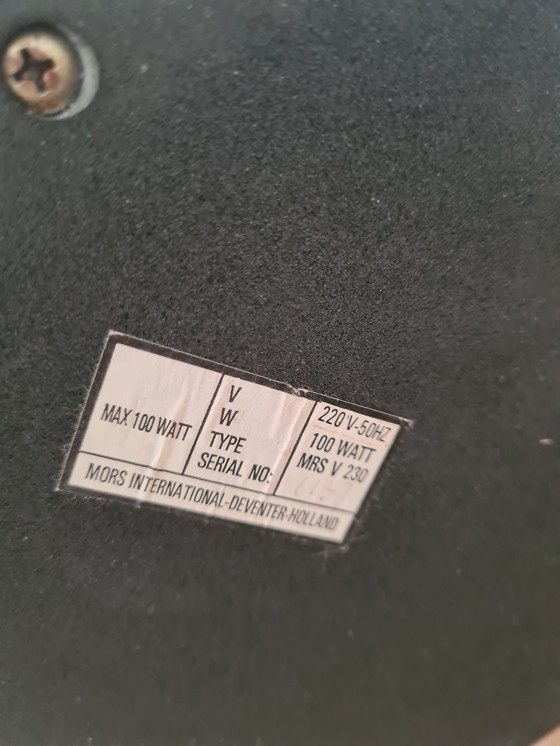 MAX 100 WATT
V 220 V-50HZ
W 100 WATT
TYPE MRS V 230
SERIAL NO:
MORS INTERNATIONAL-DEVENTER-HOLLAND